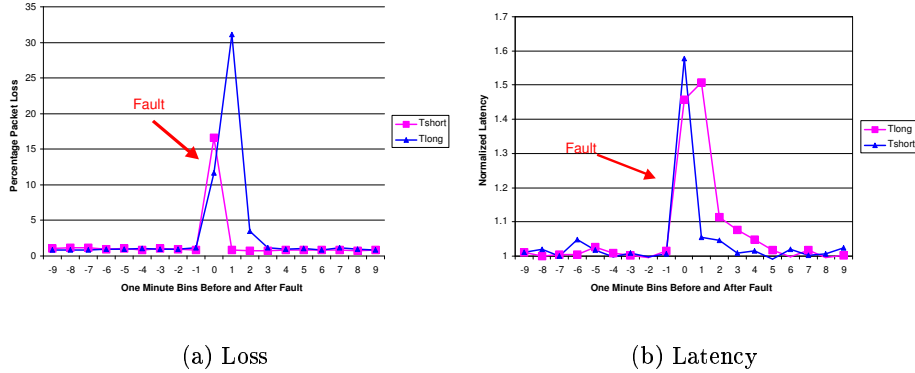 35
30
25
20
15
10
5
0
Percentage Packet Loss
Fault
Tshort
Tlong
-9 -8 -7 -6 -5 -4 -3 -2 -1 0 1 2 3 4 5 6 7 8 9
One Minute Bins Before and After Fault
(a) Loss
1.7
1.6
1.5
1.4
1.3
1.2
1.1
1
Normalized Latency
Fault
Tlong
Tshort
-9 -8 -7 -6 -5 -4 -3 -2 -1 0 1 2 3 4 5 6 7 8 9
One Minute Bins Before and After Fault
(b) Latency